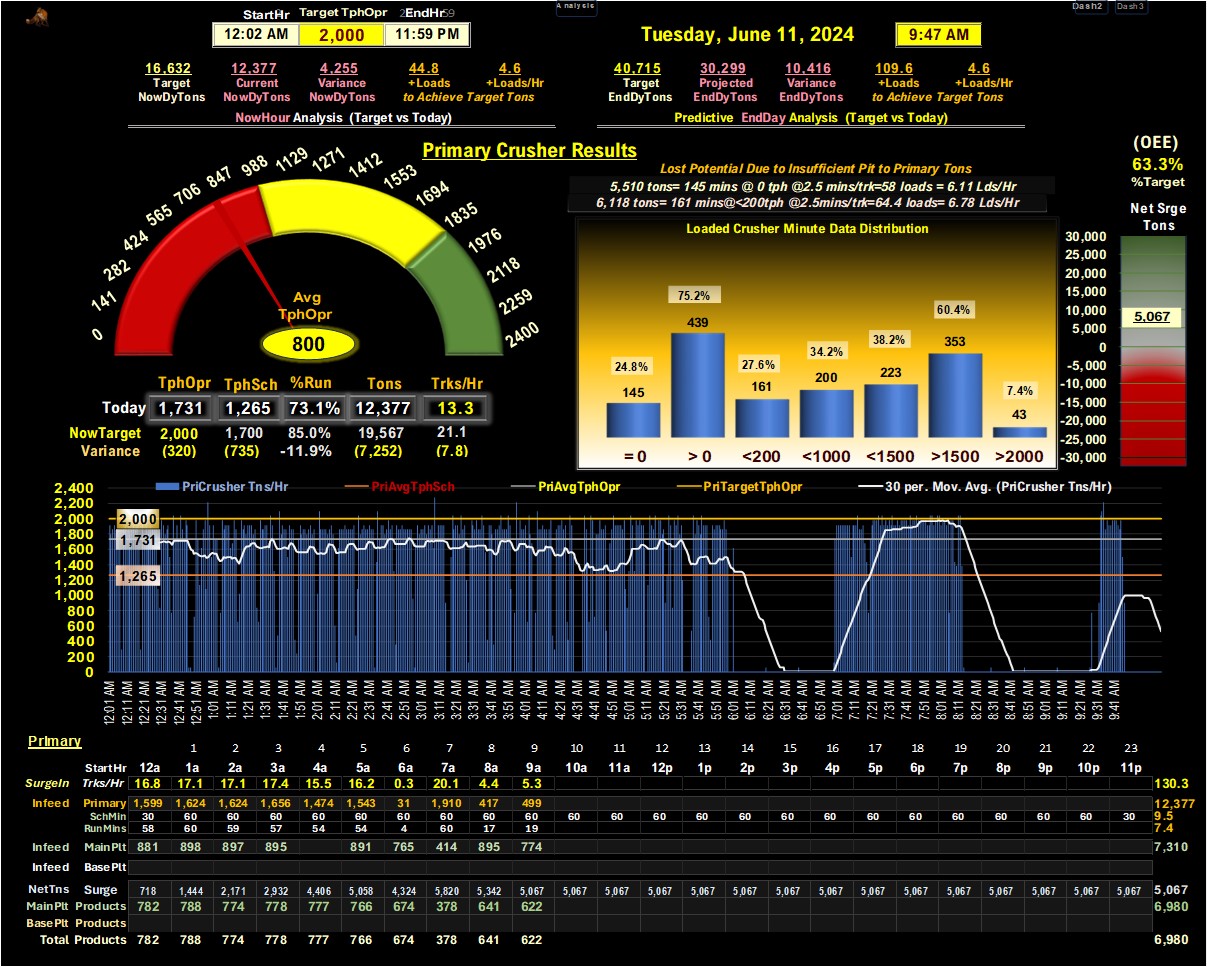 Analysis
Dash2 Dash3
StartHr Target TphOpr EndHr
12:02 AM 2,000 11:59 PM
Tuesday, June 11, 2024 9:47 AM
16,632 12,377 4,255 44.8 4.6
Target Current Variance +Loads +Loads/Hr
NowDyTons NowDyTons NowDyTons to Achieve Target Tons
NowHour Analysis (Target vs Today)
40,715 30,299 10,416 109.6 4.6
Target Projected Variance +Loads +Loads/Hr
EndDyTons EndDyTons EndDyTons to Achieve Target Tons
Predictive EndDay Analysis (Target vs Today)
Primary Crusher Results
0 141 282 424 565 706 847 988 1129 1271 1412 1553 1694 1835 1976 2118 2259 2400
Avg
TphOpr
800
TphOpr TphSch %Run Tons Trks/Hr
Today 1,731 1,265 73.1% 12,377 13.3
NowTarget 2,000 1,700 85.0% 19,567 21.1
Variance (320) (735) -11.9% (7,252) (7.8)
Lost Potential Due to Insufficient Pit to Primary Tons
5,510 tons= 145 mins @ 0 tph @2.5 mins/trk=58 loads = 6.11 Lds/Hr
6,118 tons= 161 mins@<200tph @2.5mins/trk=64.4 loads= 6.78 Lds/Hr
Loaded Crusher Minute Data Distribution
24.8% 75.2% 27.6% 34.2% 38.2% 60.4% 7.4%
145 439 161 200 223 353 43
= 0 > 0 <200 <1000 <1500 >1500 >2000
(OEE)
63.3%
%Target
Net Srge
Tons
30,000
25,000
20,000
15,000
10,000
5,000
0
-5,000
-10,000
-15,000
-20,000
-25,000
-30,000
5,067
PriCrusher Tns/Hr PriAvgTphSch PriAvgTphOpr PriTargetTphOpr 30 per. Mov. Avg. (PriCrusher Tns/Hr)
2,400
2,200
2,000
1,800
1,600
1,400
1,200
1,000
800
600
400
200
0
2,000
1,731
1,265
12:01 AM 12:11 AM 12:21 AM 12:31 AM 12:41 AM 12:51 AM 1:01 AM 1:11 AM 1:21 AM 1:31 AM 1:41 AM 1:51 AM 2:01 AM 2:11 AM 2:21 AM 2:31 AM 2:41 AM 2:51 AM 3:01 AM 3:11 AM 3:21 AM 3:31 AM 3:41 AM 3:51 AM 4:01 AM 4:11 AM 4:21 AM 4:31 AM 4:41 AM 4:51 AM 5:01 AM 5:11 AM 5:21 AM 5:31 AM 5:41 AM 5:51 AM 6:01 AM 6:11 AM 6:21 AM 6:31 AM 6:41 AM 6:51 AM 7:01 AM 7:11 AM 7:21 AM 7:31 AM 7:41 AM 7:51 AM 8:01 AM 8:11 AM 8:21 AM 8:31 AM 8:41 AM 8:51 AM 9:01 AM 9:11 AM 9:21 AM 9:31 AM 9:41 AM
Primary 1 2 3 4 5 6 7 8 9 10 11 12 13 14 15 16 17 18 19 20 21 22 23
StartHr 12a 1a 2a 3a 4a 5a 6a 7a 8a 9a 10a 11a 12p 1p 2p 3p 4p 5p 6p 7p 8p 9p 10p 11p
SurgeIn Trks/Hr 16.8 17.1 17.1 17.4 15.5 16.2 0.3 20.1 4.4 5.3 130.3
Infeed Primary 1,599 1,624 1,624 1,656 1,474 1,543 31 1,910 417 499 12,377
SchMin 30 60 60 60 60 60 60 60 60 60 60 60 60 60 60 60 60 60 60 60 60 60 60 30 9.5
RunMins 58 60 59 57 54 54 4 60 17 19 7.4
Infeed MainPlt 881 898 897 895 891 765 414 895 774 7,310
Infeed BasePlt
NetTns Surge 718 1,444 2,171 2,932 4,406 5,058 4,324 5,820 5,342 5,067 5,067 5,067 5,067 5,067 5,067 5,067 5,067 5,067 5,067 5,067 5,067 5,067 5,067 5,067 5,067
MainPlt Products 782 788 774 778 777 766 674 378 641 622 6,980
BasePlt Products
Total Products 782 788 774 778 777 766 674 378 641 622 6,980